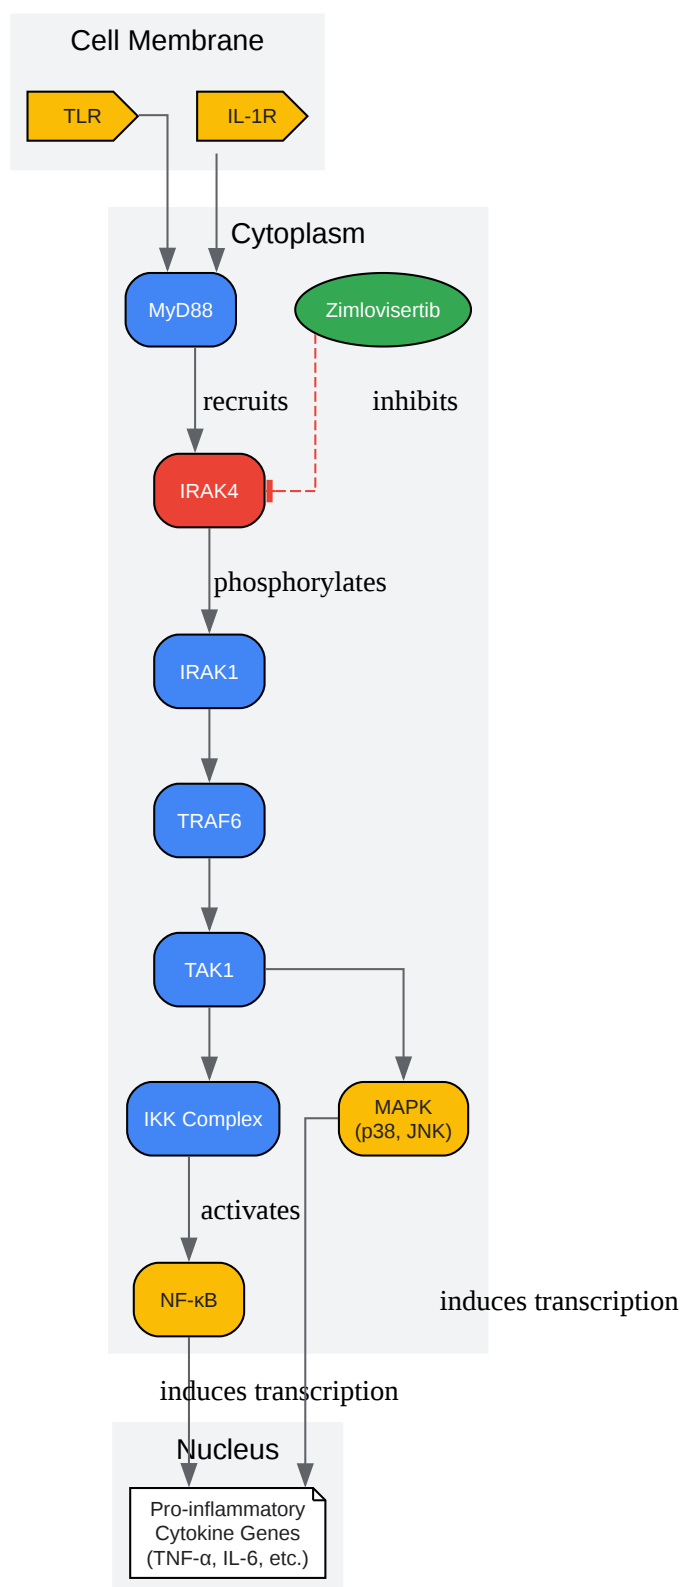 Cell Membrane
TLR
IL-1R
Cytoplasm
MyD88
Zimlovisertib
recruits
inhibits
IRAK4
phosphorylates
IRAK1
TRAF6
TAK1
IKK Complex
MAPK
(p38, JNK)
activates
NF-κB
induces transcription
induces transcription
Nucleus
Pro-inflammatory
Cytokine Genes
(TNF-α, IL-6, etc.)